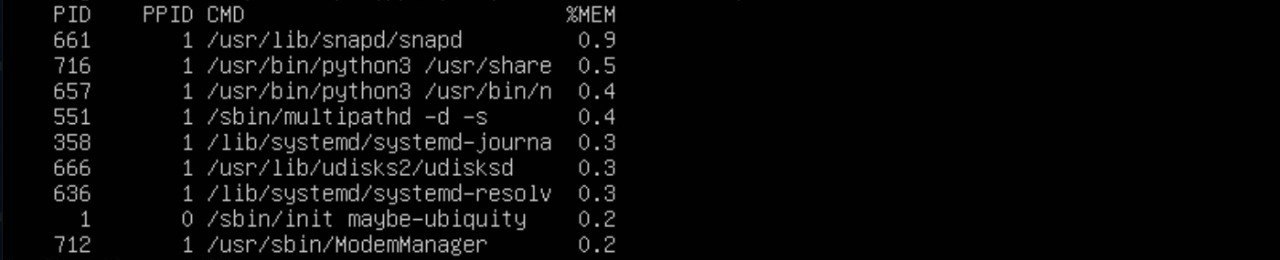 PID PPID CMD %MEM
661 1 /usr/lib/snapd/snapd 0.9
716 1 /usr/bin/python3 /usr/share 0.5
657 1 /usr/bin/python3 /usr/bin/n 0.4
551 1 /sbin/multipathd -d -s 0.4
358 1 /lib/systemd/systemd-journa 0.3
666 1 /usr/lib/udisks2/udisksd 0.3
636 1 /lib/systemd/systemd-resolv 0.3
1 0 /sbin/init maybe-ubiquity 0.2
712 1 /usr/sbin/ModemManager 0.2